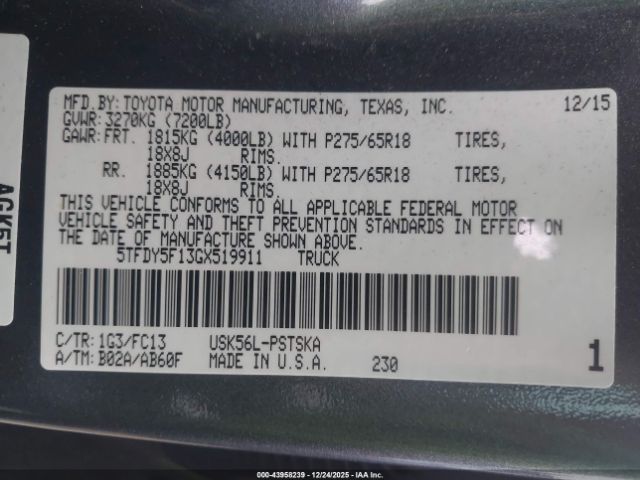 MFD.BY:TOYOTA MOTOR MANUFACTURING, TEXAS, INC. 12/15
GVWR:3270KG (7200LB)
GAWR:FRT. 1815KG (4000LB) WITH P275/65R18 TIRES,
18X8J RIMS.
RR. 1885KG (4150LB) WITH P275/65R18 TIRES,
18X8J RIMS.
THIS VEHICLE CONFORMS TO ALL APPLICABLE FEDERAL MOTOR
VEHICLE SAFETY AND THEFT PREVENTION STANDARDS IN EFFECT ON
THE DATE OF MANUFACTURE SHOWN ABOVE.
5TFDY5F13GX519911 TRUCK
C/TR:1G3/FC13 USK56L-PSTSKA
A/TM:B02A/AB60F MADE IN U.S.A. 230 1
AGK5T
000-43958239 - 12/24/2025 - IAA Inc.